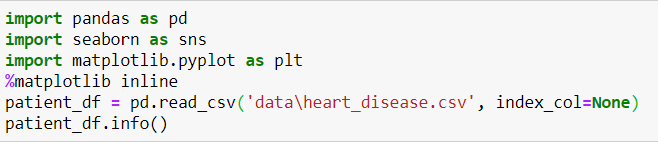 import pandas as pd
import seaborn as sns
import matplotlib.pyplot as plt
%matplotlib inline
patient_df = pd.read_csv('data\heart_disease.csv', index_col=None)
patient_df.info()